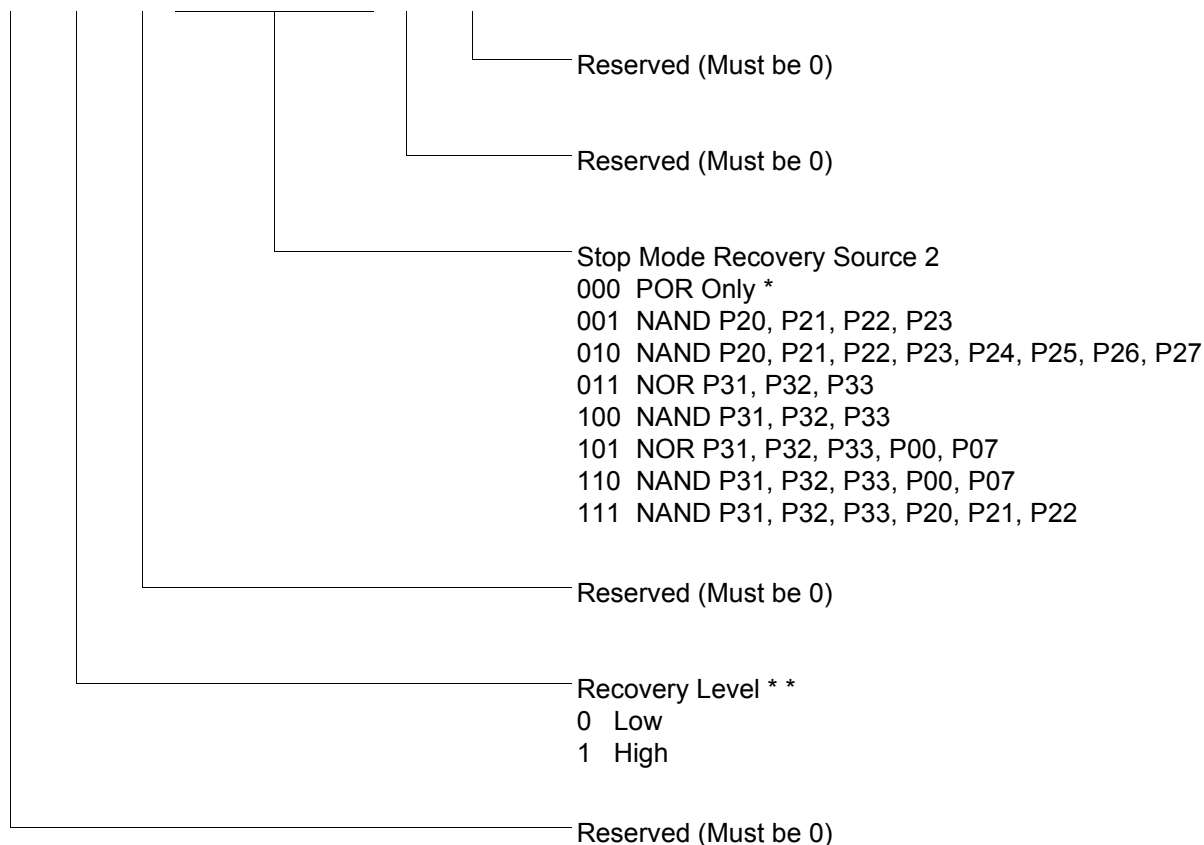 Reserved (Must be 0)
Reserved (Must be 0)
Stop Mode Recovery Source 2
000 POR Only *
001 NAND P20, P21, P22, P23
010 NAND P20, P21, P22, P23, P24, P25, P26, P27
011 NOR P31, P32, P33
100 NAND P31, P32, P33
101 NOR P31, P32, P33, P00, P07
110 NAND P31, P32, P33, P00, P07
111 NAND P31, P32, P33, P20, P21, P22
Reserved (Must be 0)
Recovery Level * *
0 Low
1 High
Reserved (Must be 0)